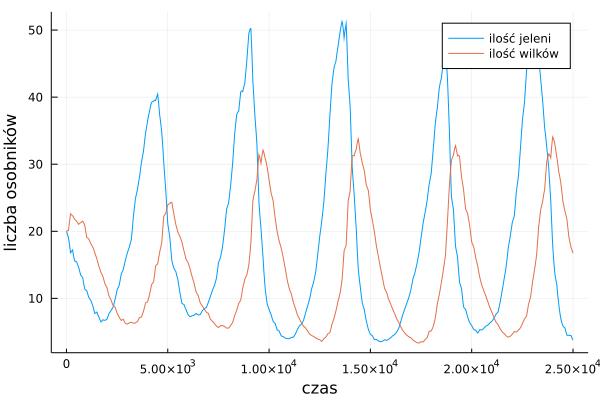 ilość jeleni
ilość wilków
liczba osobników
50
40
30
20
10
0
5.00×10³
1.00×10⁴
1.50×10⁴
2.00×10⁴
2.50×10⁴
czas